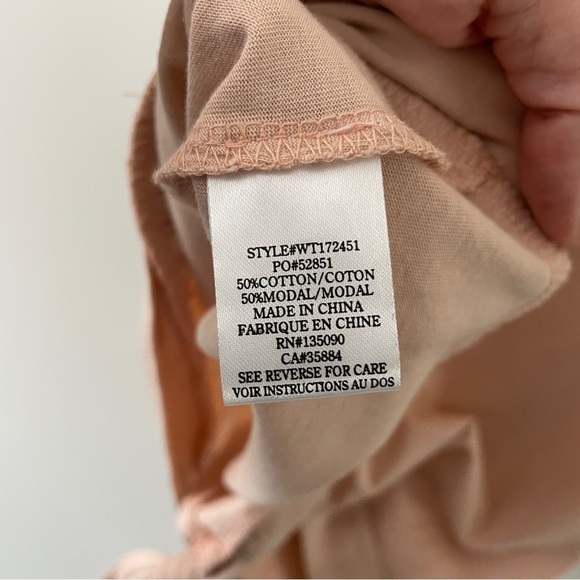 STYLE#WT172451
PO#52851
50%COTTON/COTON
50%MODAL/MODAL
MADE IN CHINA
FABRIQUE EN CHINE
RN#135090
CA#35884
SEE REVERSE FOR CARE
VOIR INSTRUCTIONS AU DOS